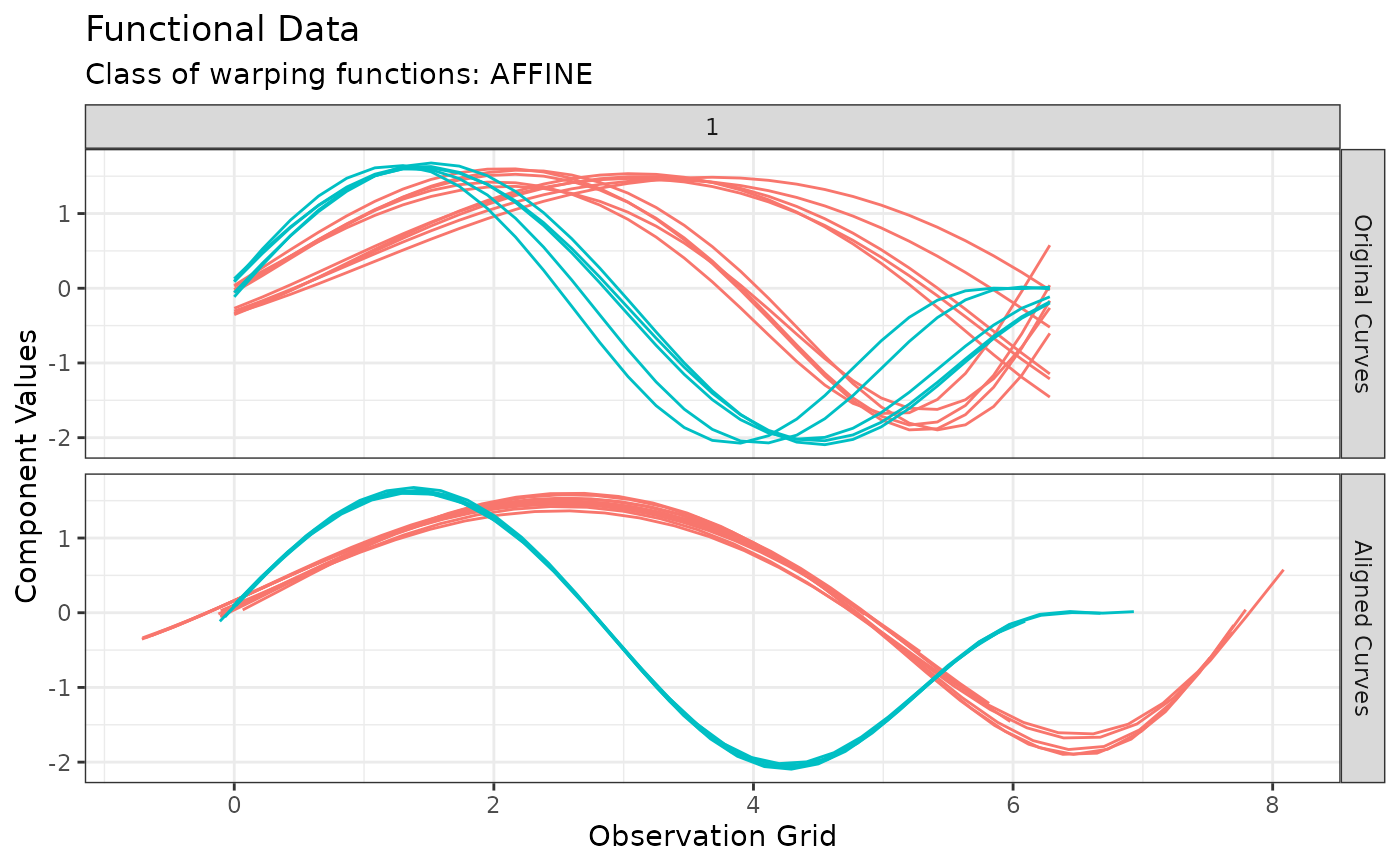 Functional Data
Class of warping functions: AFFINE
1
Component Values
1
0
-1
-2
Original Curves
1
0
-1
-2
Aligned Curves
0 2 4 6 8
Observation Grid